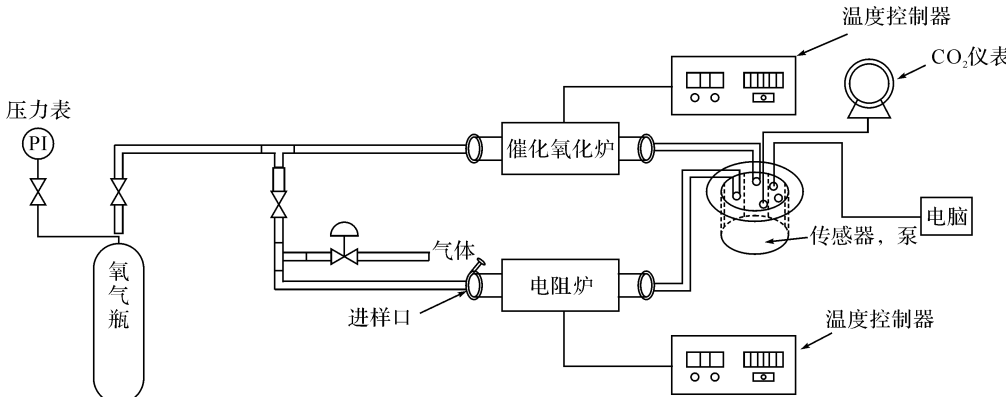 温度控制器
CO₂仪表
压力表
PI
催化氧化炉
电脑
传感器，泵
气体
氧
气
瓶
电阻炉
进样口
温度控制器